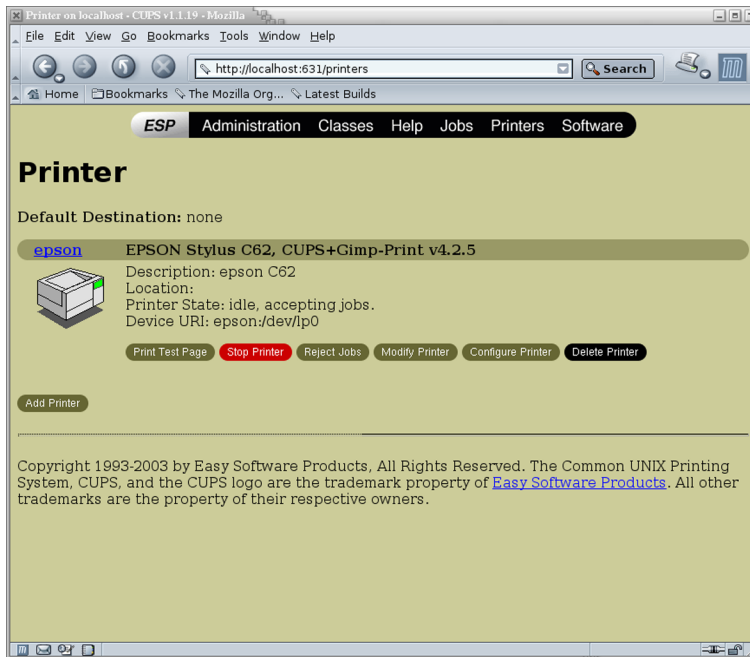 Printer on localhost - CUPS v1.1.19 - Mozilla
File Edit View Go Bookmarks Tools Window Help
http://localhost:631/printers Search
Home Bookmarks The Mozilla Org... Latest Builds
ESP Administration Classes Help Jobs Printers Software
Printer
Default Destination: none
epson EPSON Stylus C62, CUPS+Gimp-Print v4.2.5
Description: epson C62
Location:
Printer State: idle, accepting jobs.
Device URI: epson:/dev/lp0
Print Test Page Stop Printer Reject Jobs Modify Printer Configure Printer Delete Printer
Add Printer
Copyright 1993-2003 by Easy Software Products, All Rights Reserved. The Common UNIX Printing
System, CUPS, and the CUPS logo are the trademark property of Easy Software Products. All other
trademarks are the property of their respective owners.